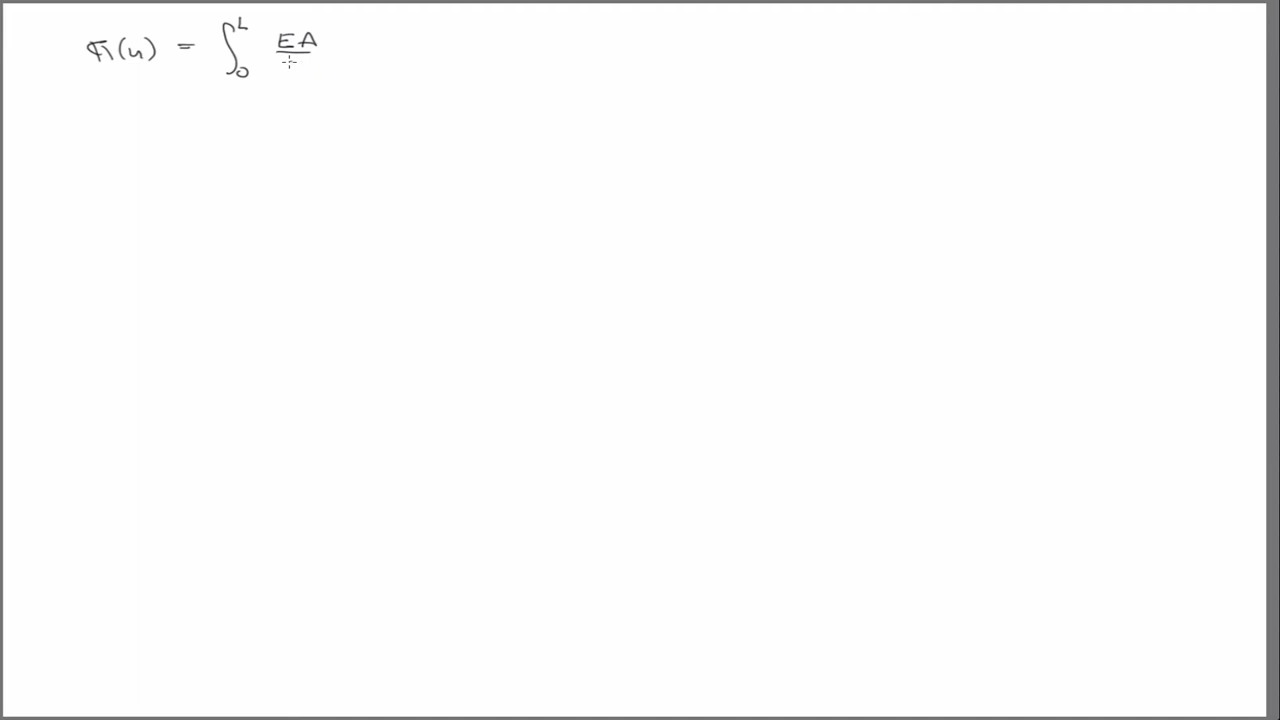 π(u) = ∫₀ᴸ EA